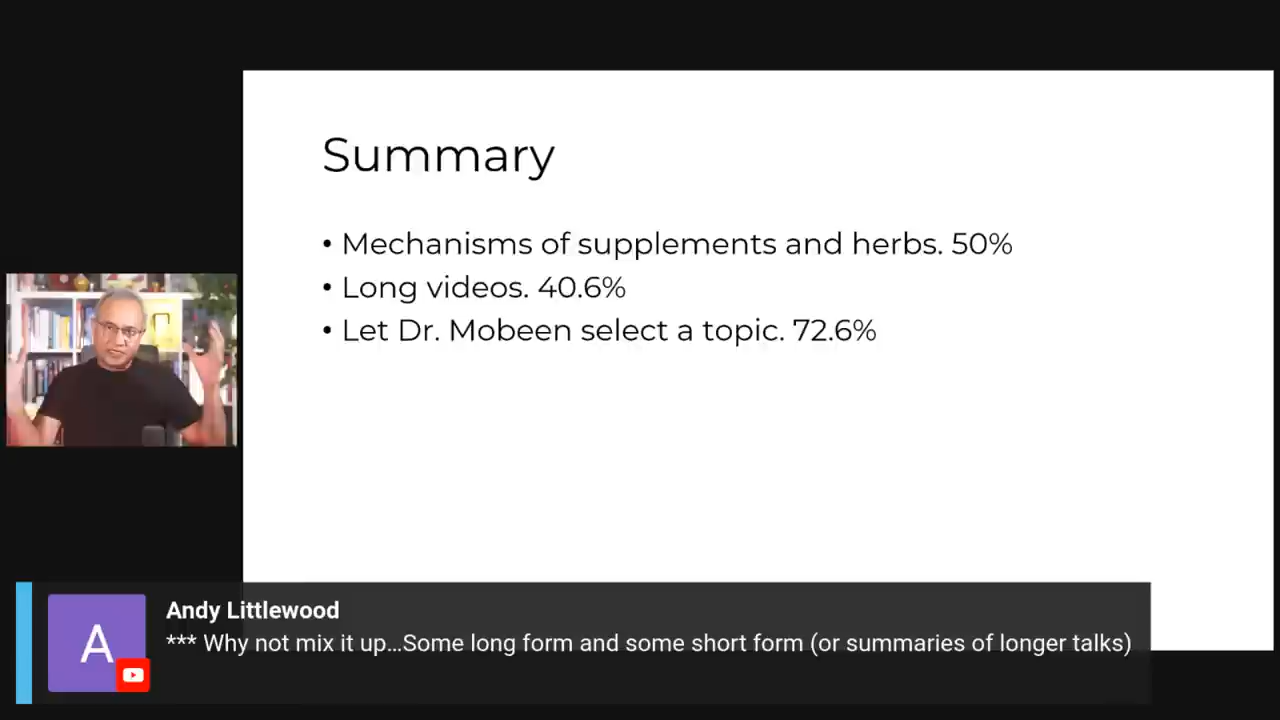 Summary
• Mechanisms of supplements and herbs. 50%
• Long videos. 40.6%
• Let Dr. Mobeen select a topic. 72.6%
A
Andy Littlewood
*** Why not mix it up...Some long form and some short form (or summaries of longer talks)